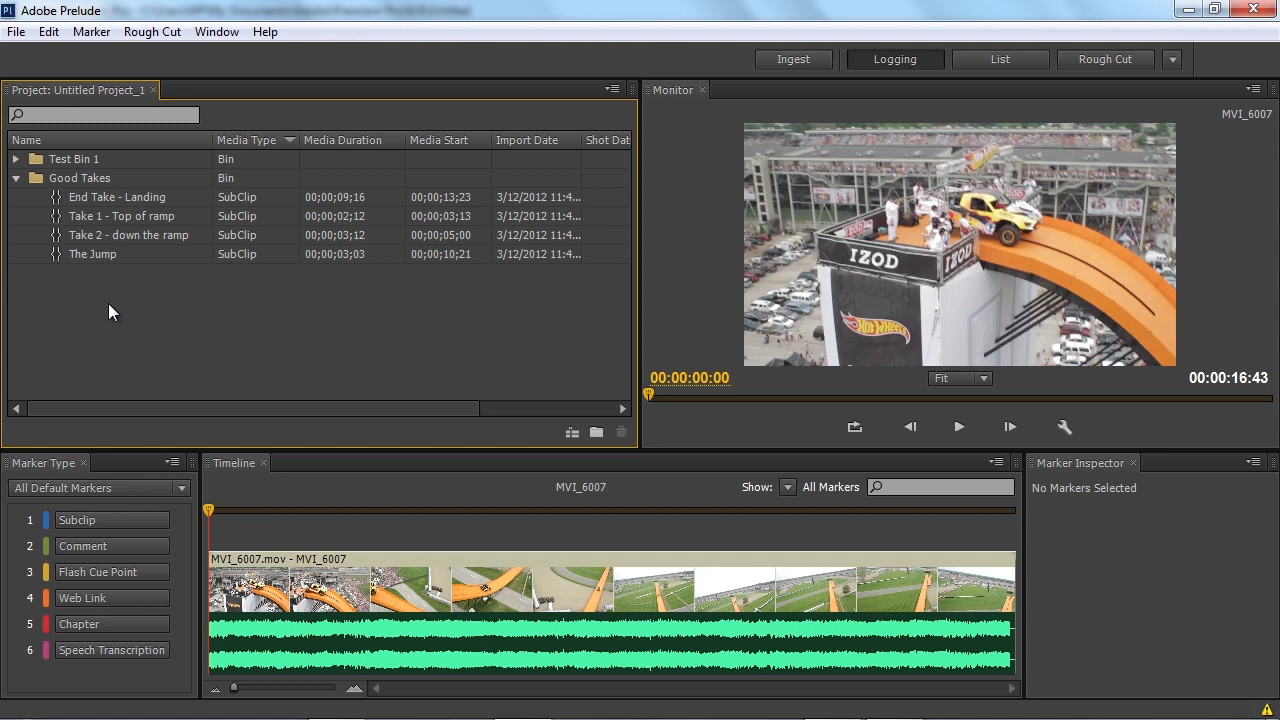 Adobe Prelude
File Edit Marker Rough Cut Window Help
Ingest Logging List Rough Cut
Project: Untitled Project_1
Name Media Type Media Duration Media Start Import Date Shot Dat
Test Bin 1 Bin
Good Takes Bin
End Take - Landing SubClip 00;00;09;16 00;00;13;23 3/12/2012 11:4...
Take 1 - Top of ramp SubClip 00;00;02;12 00;00;03;13 3/12/2012 11:4...
Take 2 - down the ramp SubClip 00;00;03;12 00;00;05;00 3/12/2012 11:4...
The Jump SubClip 00;00;03;03 00;00;10;21 3/12/2012 11:4...
Monitor
MVI_6007
IZOD
IZOD
HOT WHEELS
00:00:00:00 Fit 00:00:16:43
Marker Type
All Default Markers
1 Subclip
2 Comment
3 Flash Cue Point
4 Web Link
5 Chapter
6 Speech Transcription
Timeline
MVI_6007 Show: All Markers
MVI_6007.mov - MVI_6007
Marker Inspector
No Markers Selected